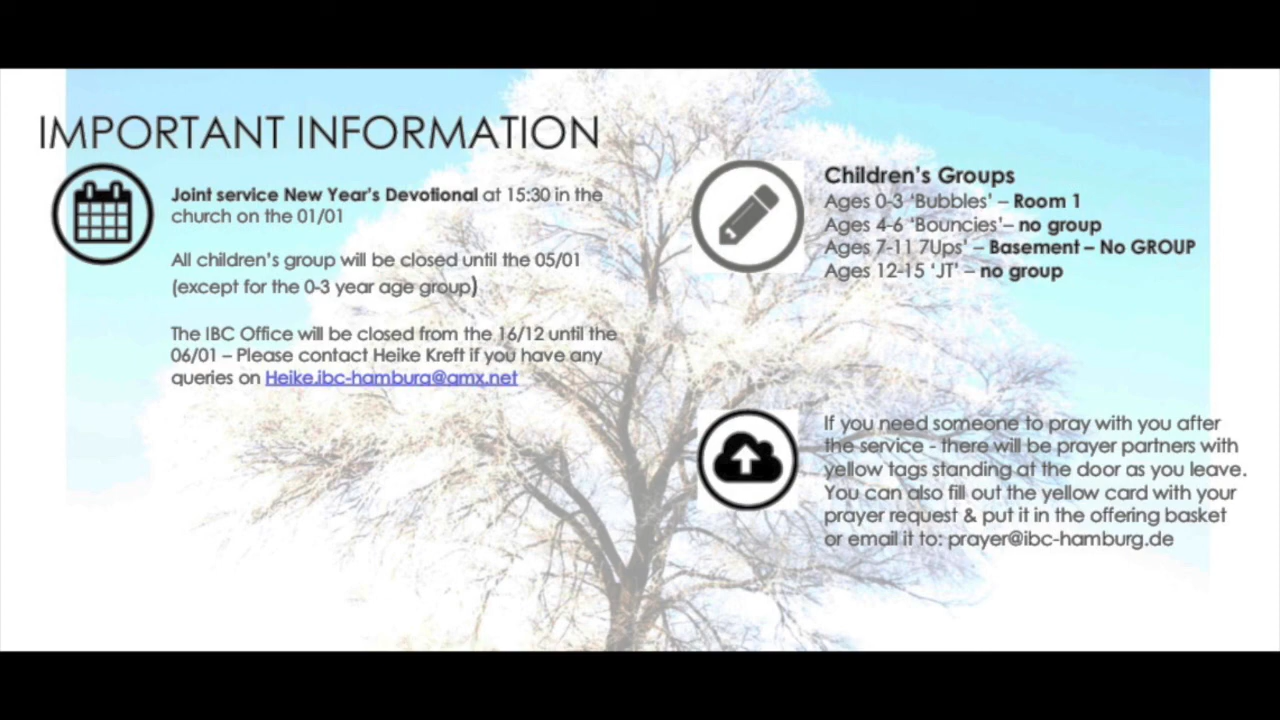 IMPORTANT INFORMATION
Joint service New Year's Devotional at 15:30 in the
church on the 01/01
All children's group will be closed until the 05/01
(except for the 0-3 year age group)
The IBC Office will be closed from the 16/12 until the
06/01 – Please contact Heike Kreft if you have any
queries on Heike.ibc-hamburg@gmx.net
Children's Groups
Ages 0-3 'Bubbles' – Room 1
Ages 4-6 'Bouncies'– no group
Ages 7-11 7Ups' – Basement – No GROUP
Ages 12-15 'JT' – no group
If you need someone to pray with you after
the service - there will be prayer partners with
yellow tags standing at the door as you leave.
You can also fill out the yellow card with your
prayer request & put it in the offering basket
or email it to: prayer@ibc-hamburg.de